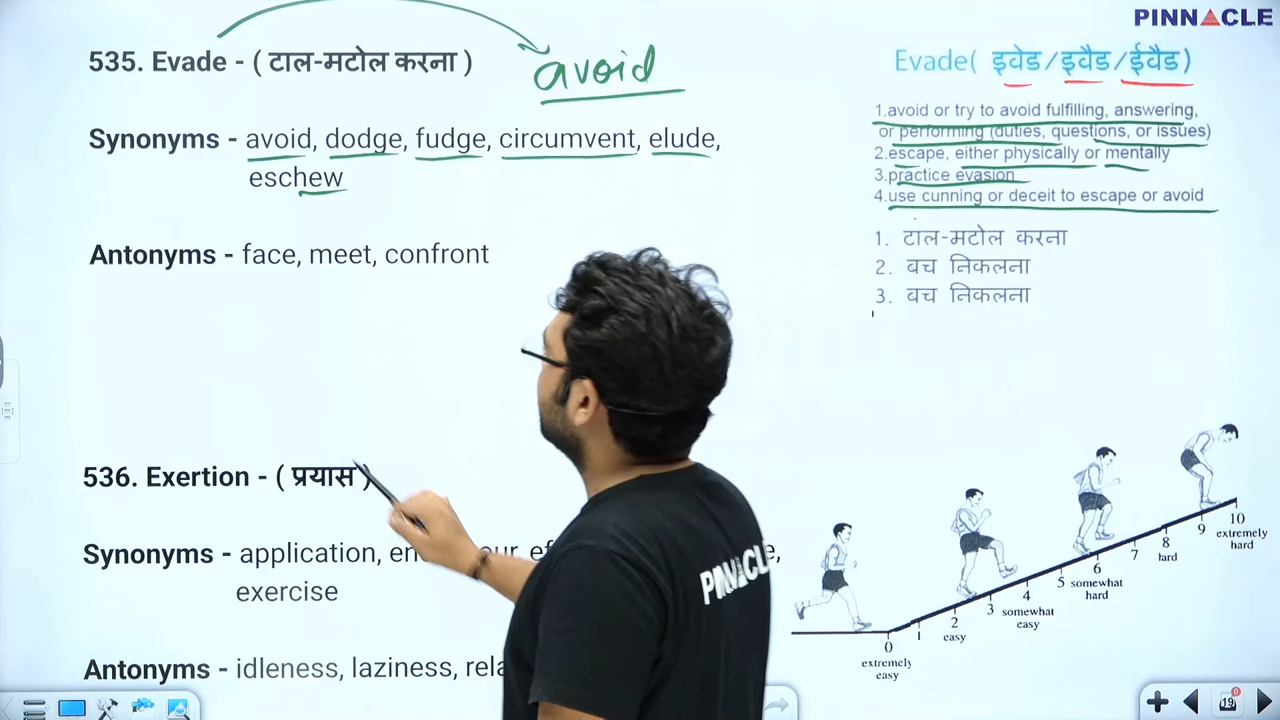 PINNACLE
535. Evade - ( टाल-मटोल करना )
avoid
Synonyms - avoid, dodge, fudge, circumvent, elude,
eschew
Antonyms - face, meet, confront
Evade( इवेड/इवैड/ईवैड)
1.avoid or try to avoid fulfilling, answering,
or performing (duties, questions, or issues)
2.escape, either physically or mentally
3.practice evasion
4.use cunning or deceit to escape or avoid
1. टाल-मटोल करना
2. बच निकलना
3. बच निकलना
536. Exertion - ( प्रयास )
Synonyms - application,
exercise
Antonyms - idleness, laziness,
PINNACLE
0 1 2 3 4 5 6 7 8 9 10
extremely easy
easy
somewhat easy
somewhat hard
hard
extremely hard
19
0